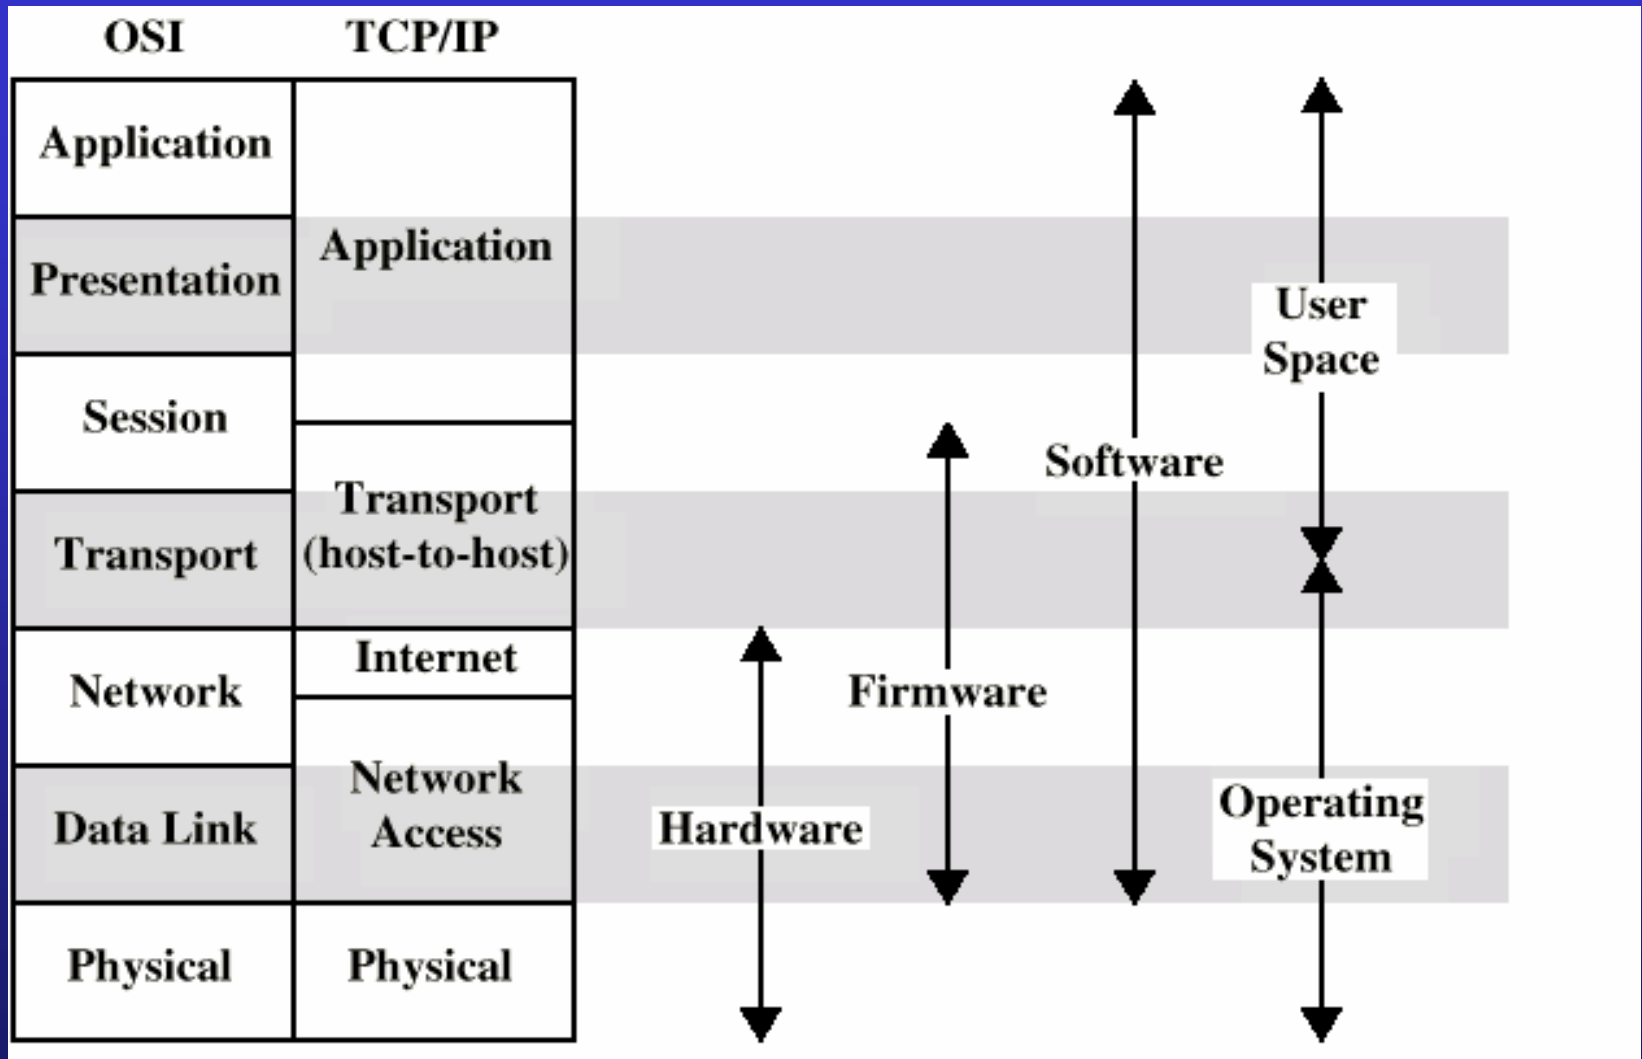 OSI
TCP/IP
Application
Presentation
Session
Transport
Network
Data Link
Physical
Application
Transport
(host-to-host)
Internet
Network
Access
Physical
Hardware
Firmware
Software
User
Space
Operating
System